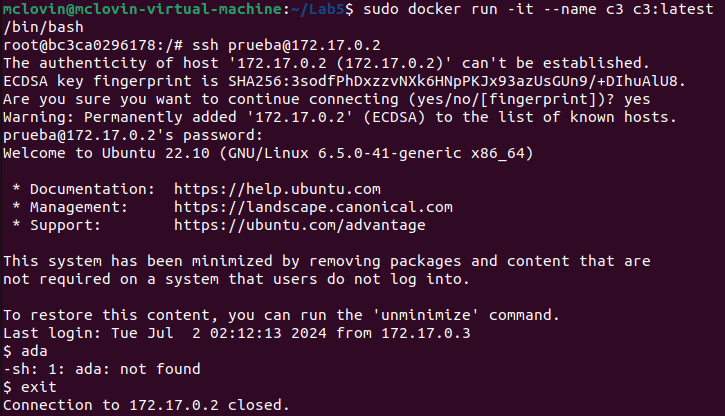 mclovin@mclovin-virtual-machine:~/Lab5$ sudo docker run -it --name c3 c3:latest
/bin/bash
root@bc3ca0296178:/# ssh prueba@172.17.0.2
The authenticity of host '172.17.0.2 (172.17.0.2)' can't be established.
ECDSA key fingerprint is SHA256:3sodfPhDxzzvNXk6HNpPKJx93azUsGUn9/+DIhuAlU8.
Are you sure you want to continue connecting (yes/no/[fingerprint])? yes
Warning: Permanently added '172.17.0.2' (ECDSA) to the list of known hosts.
prueba@172.17.0.2's password:
Welcome to Ubuntu 22.10 (GNU/Linux 6.5.0-41-generic x86_64)

 * Documentation:  https://help.ubuntu.com
 * Management:     https://landscape.canonical.com
 * Support:        https://ubuntu.com/advantage

This system has been minimized by removing packages and content that are
not required on a system that users do not log into.

To restore this content, you can run the 'unminimize' command.
Last login: Tue Jul  2 02:12:13 2024 from 172.17.0.3
$ ada
-sh: 1: ada: not found
$ exit
Connection to 172.17.0.2 closed.